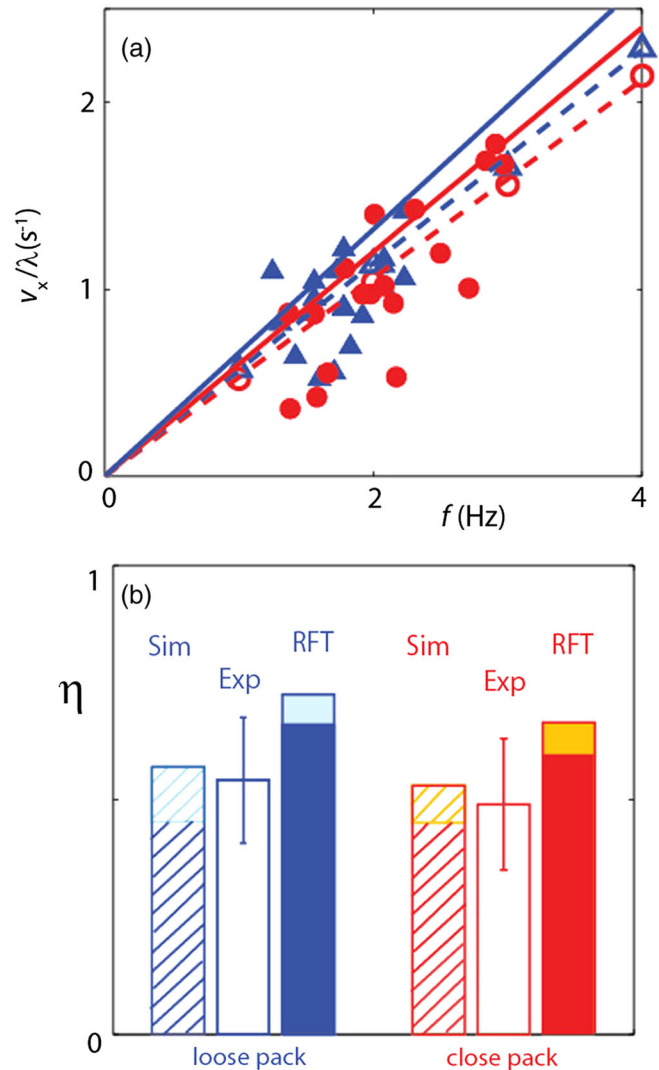 (a)
2
1
0
v_x/λ(s⁻¹)
0
2
4
f (Hz)
(b)
1
Sim
Exp
RFT
Sim
Exp
RFT
η
0
loose pack
close pack